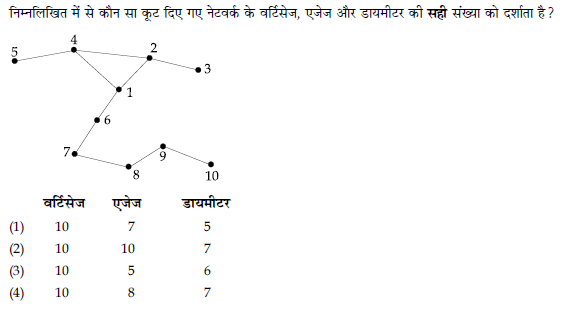 निम्नलिखित में से कौन सा कूट दिए गए नेटवर्क के वर्टिसेज, एजेज और डायमीटर की सही संख्या को दर्शाता है ?
4
2
5
3
1
6
7
9
8
10
वर्टिसेज एजेज डायमीटर
(1) 10 7 5
(2) 10 10 7
(3) 10 5 6
(4) 10 8 7